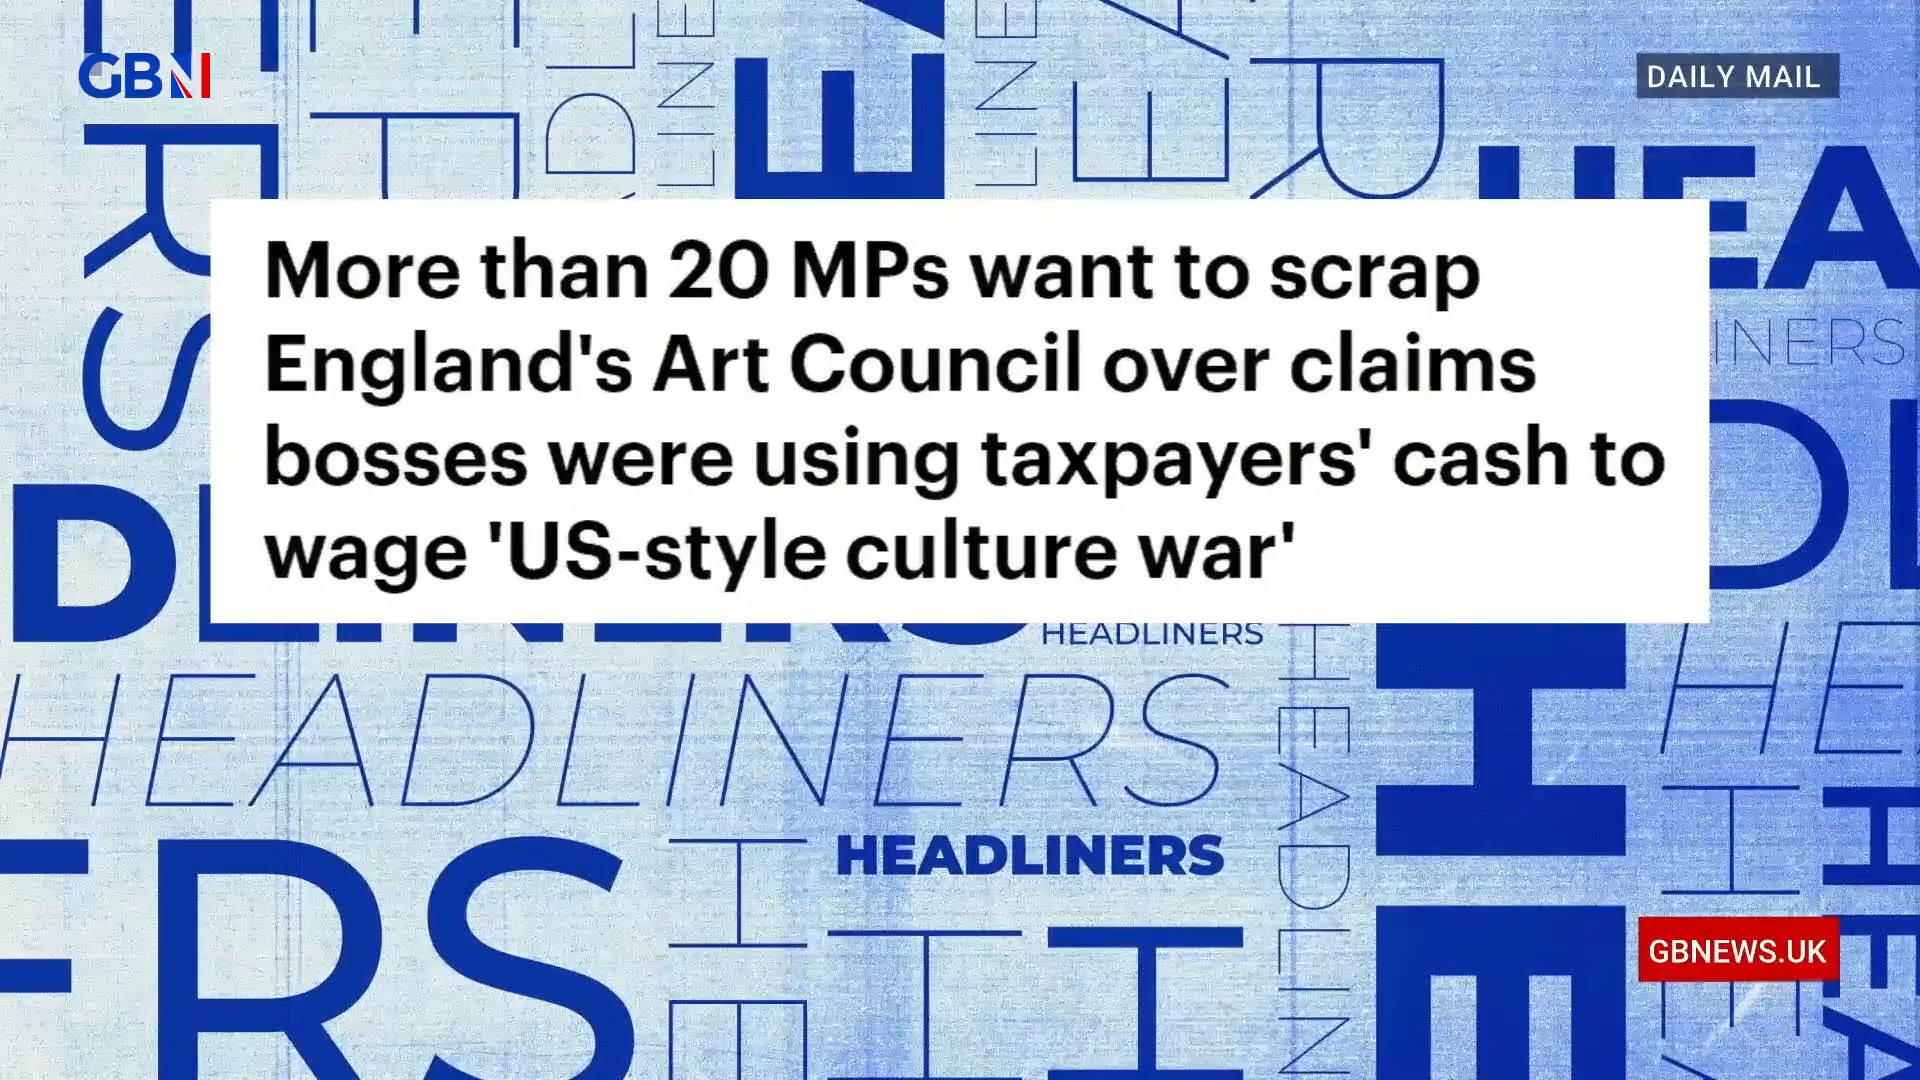 GBN
DAILY MAIL
More than 20 MPs want to scrap
England's Art Council over claims
bosses were using taxpayers' cash to
wage 'US-style culture war'
HEADLINERS
HEADLINERS
HEADLINERS
GBNEWS.UK